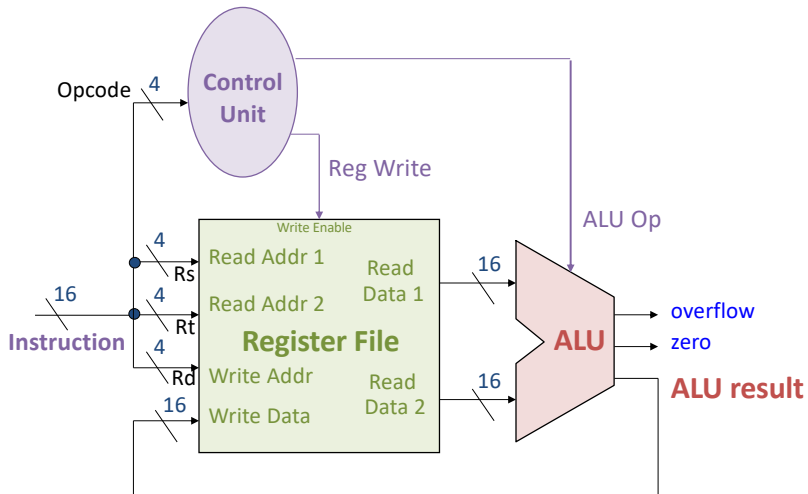 Control
Unit
4
Opcode
Reg Write
ALU Op
Write Enable
4
Rs
Read Addr 1
Read
Data 1
16
16
Instruction
4
Rt
Read Addr 2
Register File
overflow
zero
ALU
ALU result
4
Rd
Write Addr
Read
Data 2
16
16
Write Data